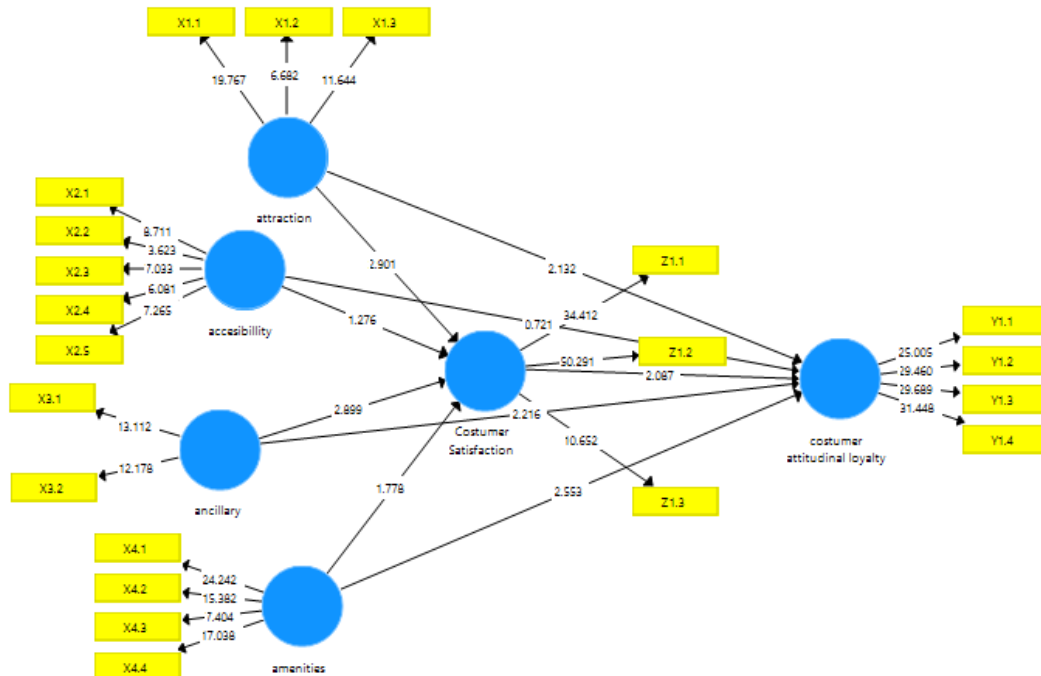 X1.1
X1.2
X1.3
19.767
6.682
11.644
attraction
X2.1
X2.2
X2.3
X2.4
X2.5
8.711
3.623
7.033
6.081
7.265
accesibillity
2.901
1.276
2.132
0.721
Z1.1
34.412
Z1.2
50.291
2.087
Costumer
Satisfaction
Y1.1
Y1.2
Y1.3
Y1.4
25.005
29.460
29.689
31.448
costumer
attitudinal loyalty
X3.1
13.112
X3.2
12.178
ancillary
2.899
2.216
10.652
Z1.3
1.778
2.553
X4.1
X4.2
X4.3
X4.4
24.242
15.382
7.404
17.038
amenities